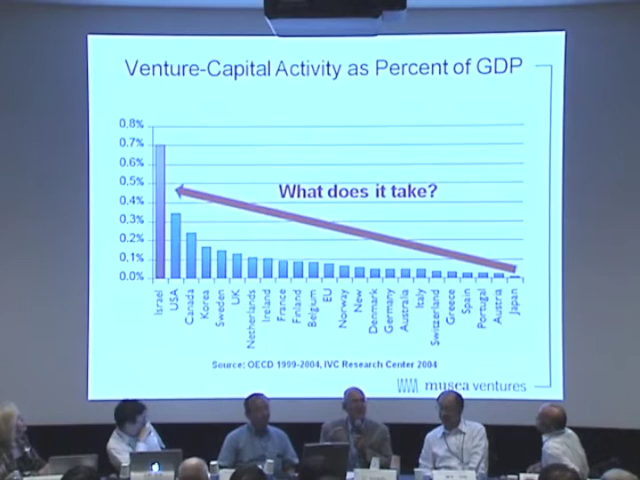 Venture-Capital Activity as Percent of GDP
0.8%
0.7%
0.6%
0.5%
0.4%
0.3%
0.2%
0.1%
0.0%
What does it take?
Israel
USA
Canada
Korea
Sweden
UK
Netherlands
Ireland
France
Finland
Belgium
EU
Norway
New
Denmark
Germany
Australia
Italy
Switzerland
Greece
Spain
Portugal
Austria
Japan
Source: OECD 1999-2004, IVC Research Center 2004
musea ventures